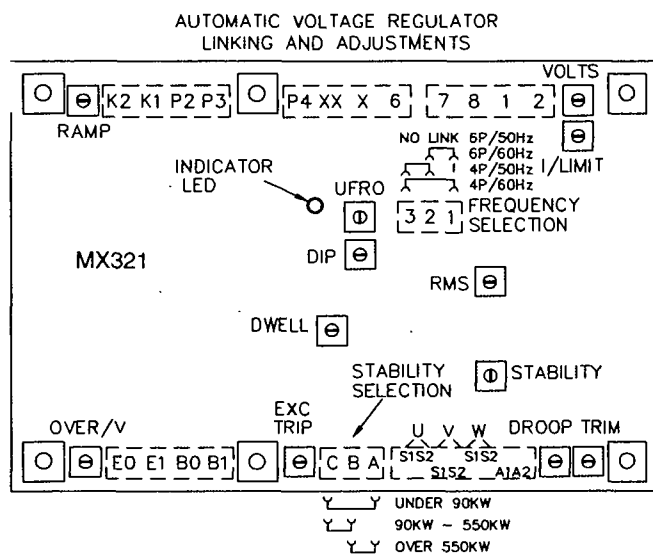 AUTOMATIC VOLTAGE REGULATOR
LINKING AND ADJUSTMENTS
VOLTS
K2 K1 P2 P3
P4 XX X 6
7 8 1 2
RAMP
NO LINK 6P/50Hz
6P/60Hz
4P/50Hz
4P/60Hz
I/LIMIT
INDICATOR
LED
UFRO
3 2 1
FREQUENCY
SELECTION
MX321
DIP
RMS
DWELL
STABILITY
SELECTION
STABILITY
OVER/V
EXC
TRIP
U V W
DROOP TRIM
E0 E1 B0 B1
C B A
S1S2 S1S2
S1S2 A1A2
UNDER 90KW
90KW ~ 550KW
OVER 550KW